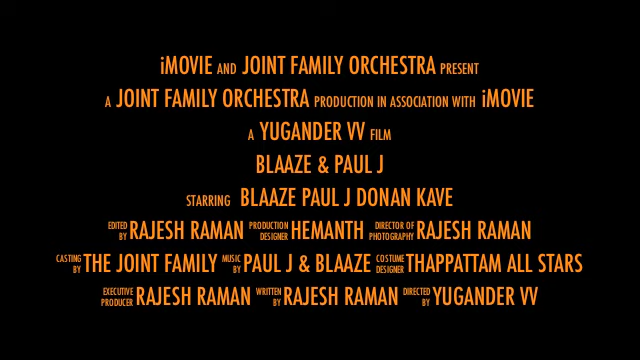 iMOVIE AND JOINT FAMILY ORCHESTRA PRESENT
A JOINT FAMILY ORCHESTRA PRODUCTION IN ASSOCIATION WITH iMOVIE
A YUGANDER VV FILM
BLAAZE & PAUL J
STARRING BLAAZE PAUL J DONAN KAVE
EDITED BY RAJESH RAMAN PRODUCTION DESIGNER HEMANTH DIRECTOR OF PHOTOGRAPHY RAJESH RAMAN
CASTING BY THE JOINT FAMILY MUSIC BY PAUL J & BLAAZE COSTUME DESIGNER THAPPATTAM ALL STARS
EXECUTIVE PRODUCER RAJESH RAMAN WRITTEN BY RAJESH RAMAN DIRECTED BY YUGANDER VV